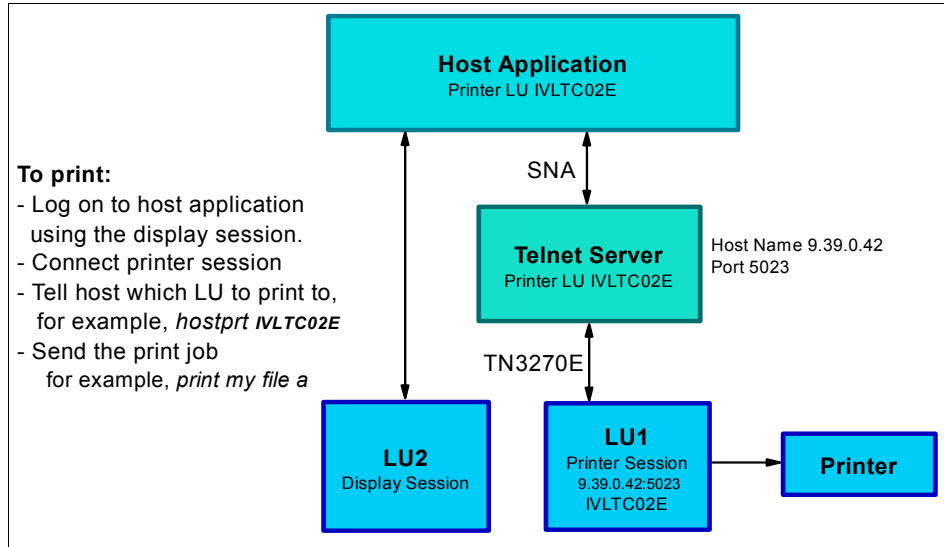 Host Application
Printer LU IVLTC02E
To print:
- Log on to host application
using the display session.
- Connect printer session
- Tell host which LU to print to,
for example, hostprt IVLTC02E
- Send the print job
for example, print my file a
SNA
Telnet Server
Printer LU IVLTC02E
Host Name 9.39.0.42
Port 5023
TN3270E
LU2
Display Session
LU1
Printer Session
9.39.0.42:5023
IVLTC02E
Printer